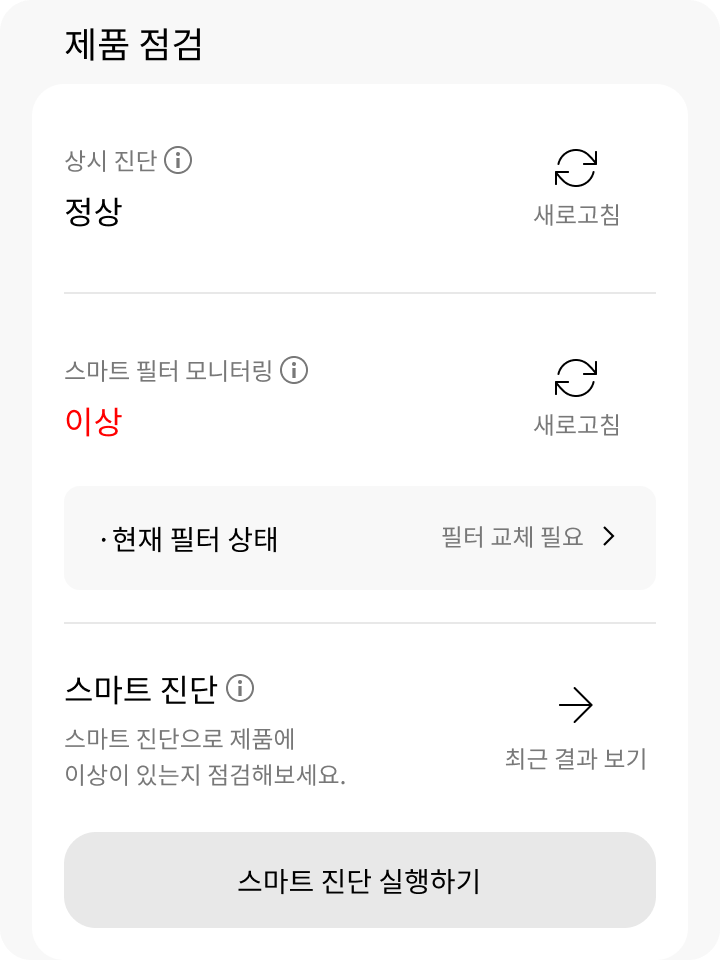 제품 점검
상시 진단
정상
새로고침
스마트 필터 모니터링
이상
새로고침
· 현재 필터 상태
필터 교체 필요
스마트 진단
스마트 진단으로 제품에
이상이 있는지 점검해보세요.
최근 결과 보기
스마트 진단 실행하기